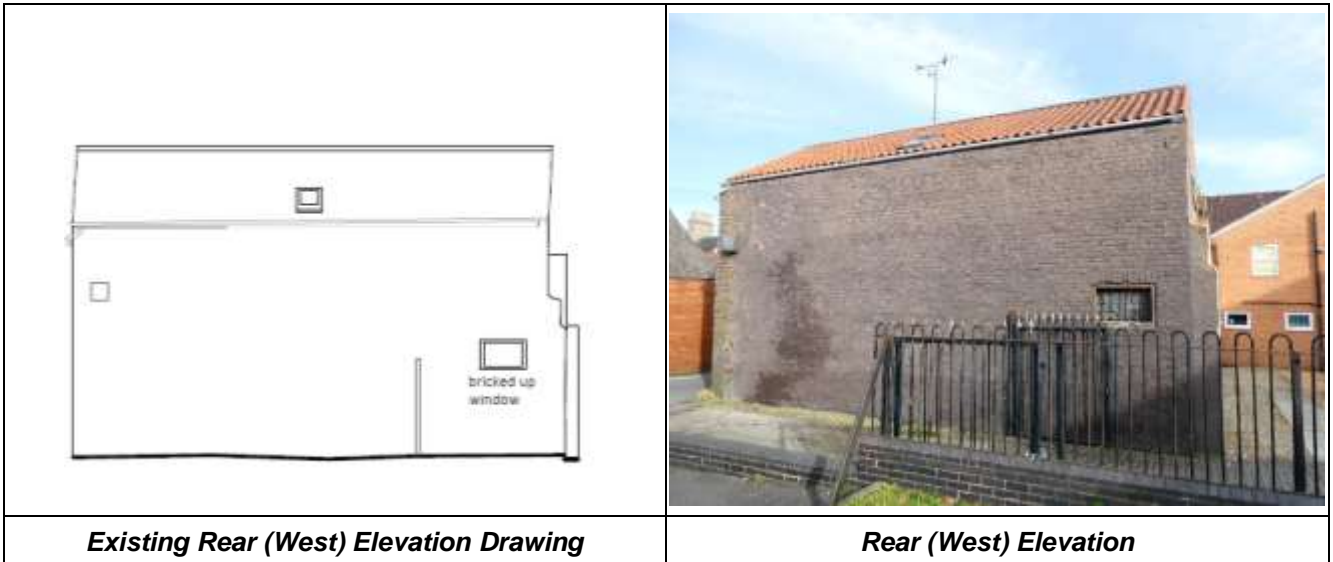 bricked up
window
Existing Rear (West) Elevation Drawing
Rear (West) Elevation